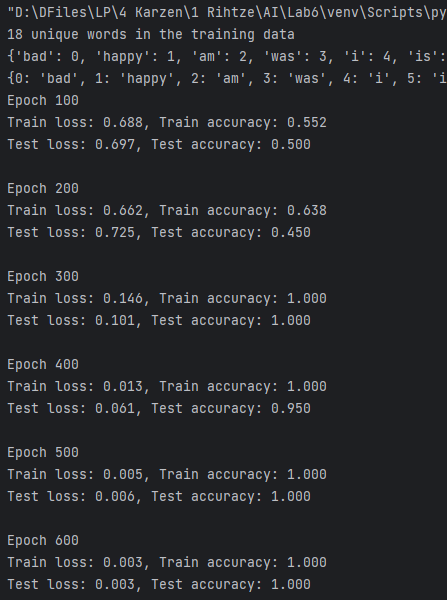 "D:\DFiles\LP\4 Karzen\1 Rihtze\AI\Lab6\venv\Scripts\py
18 unique words in the training data
{'bad': 0, 'happy': 1, 'am': 2, 'was': 3, 'i': 4, 'is':
{0: 'bad', 1: 'happy', 2: 'am', 3: 'was', 4: 'i', 5: 'i
Epoch 100
Train loss: 0.688, Train accuracy: 0.552
Test loss: 0.697, Test accuracy: 0.500
Epoch 200
Train loss: 0.662, Train accuracy: 0.638
Test loss: 0.725, Test accuracy: 0.450
Epoch 300
Train loss: 0.146, Train accuracy: 1.000
Test loss: 0.101, Test accuracy: 1.000
Epoch 400
Train loss: 0.013, Train accuracy: 1.000
Test loss: 0.061, Test accuracy: 0.950
Epoch 500
Train loss: 0.005, Train accuracy: 1.000
Test loss: 0.006, Test accuracy: 1.000
Epoch 600
Train loss: 0.003, Train accuracy: 1.000
Test loss: 0.003, Test accuracy: 1.000